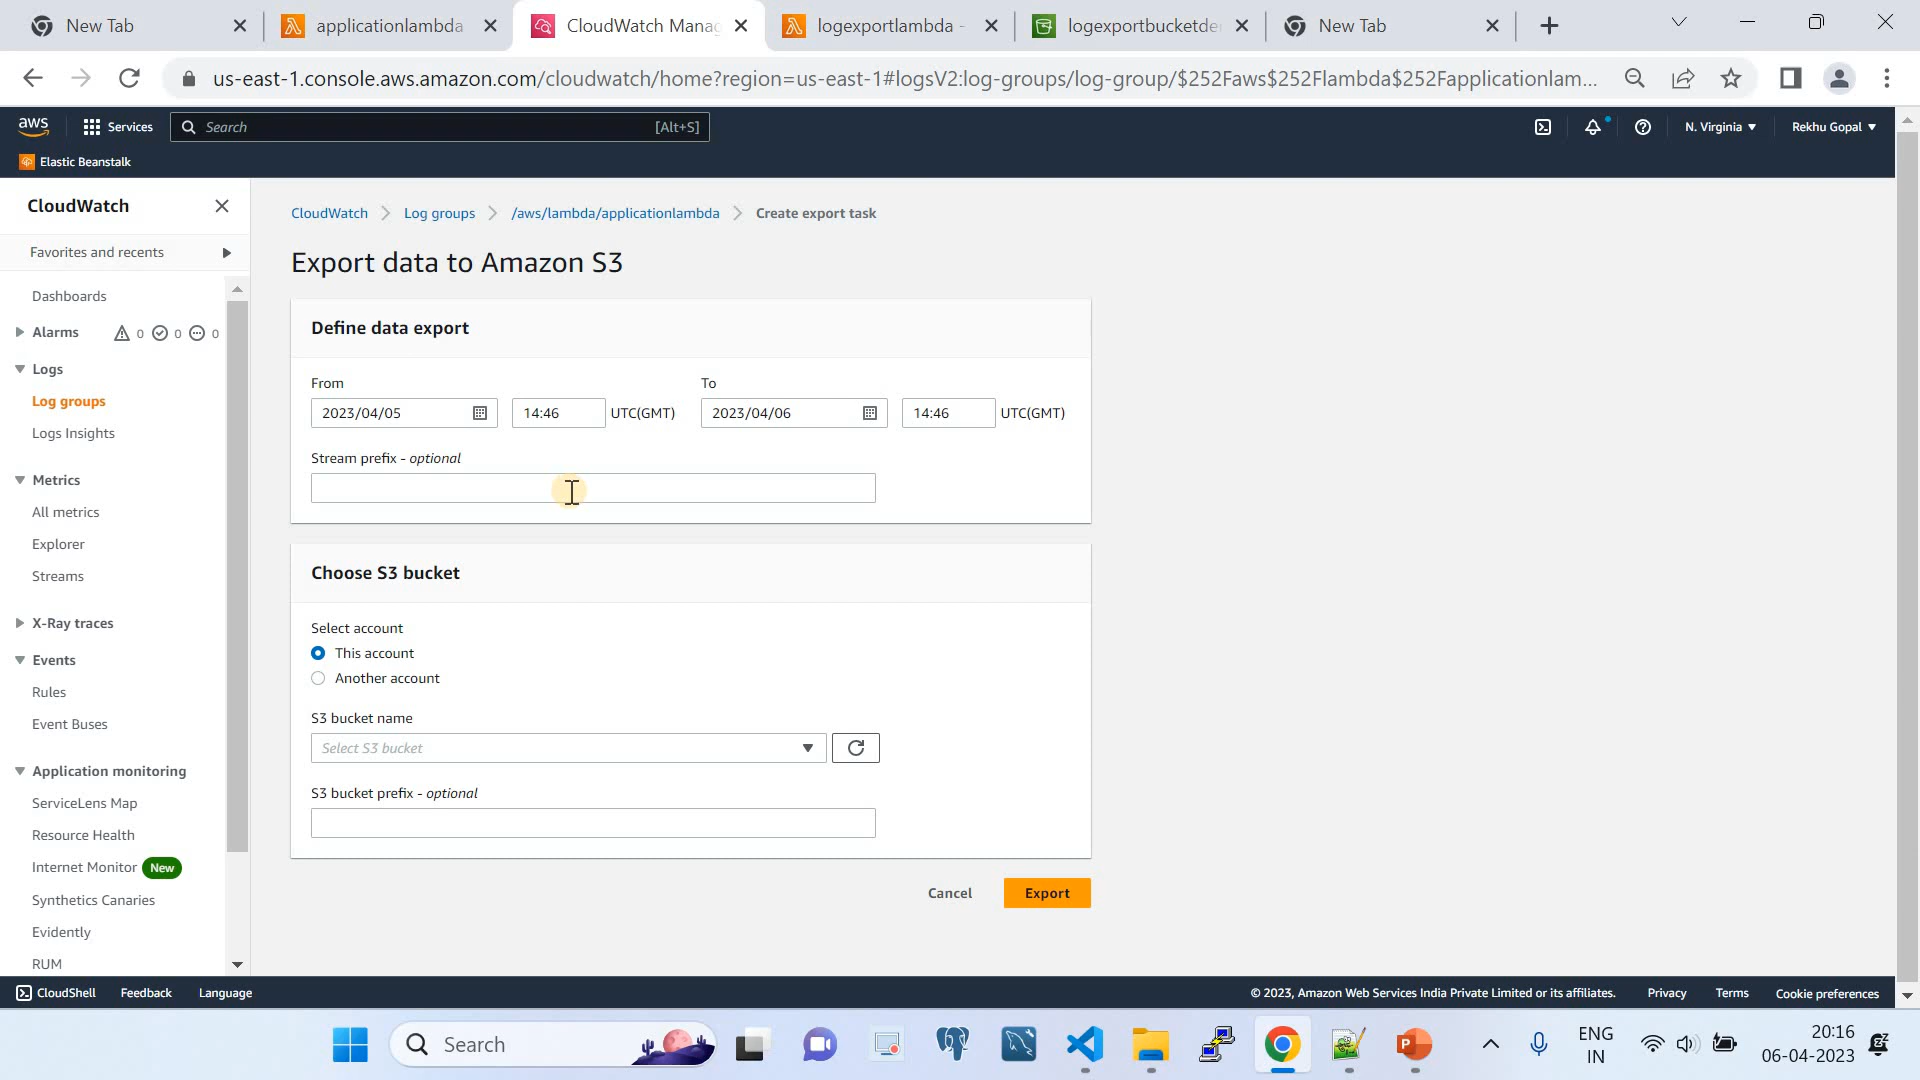 New Tab
applicationlambda
CloudWatch Manag
logexportlambda -
logexportbucketde
New Tab
us-east-1.console.aws.amazon.com/cloudwatch/home?region=us-east-1#logsV2:log-groups/log-group/$252Faws$252Flambda$252Fapplicationlam...
aws
Services
Search
[Alt+S]
N. Virginia
Rekhu Gopal
Elastic Beanstalk
CloudWatch
Favorites and recents
Dashboards
Alarms 0 0 0
Logs
Log groups
Logs Insights
Metrics
All metrics
Explorer
Streams
X-Ray traces
Events
Rules
Event Buses
Application monitoring
ServiceLens Map
Resource Health
Internet Monitor New
Synthetics Canaries
Evidently
RUM
CloudWatch Log groups /aws/lambda/applicationlambda Create export task
Export data to Amazon S3
Define data export
From
To
2023/04/05 14:46 UTC(GMT)
2023/04/06 14:46 UTC(GMT)
Stream prefix - optional
Choose S3 bucket
Select account
This account
Another account
S3 bucket name
Select S3 bucket
S3 bucket prefix - optional
Cancel
Export
CloudShell
Feedback
Language
© 2023, Amazon Web Services India Private Limited or its affiliates.
Privacy
Terms
Cookie preferences
Search
ENG
IN
20:16
06-04-2023